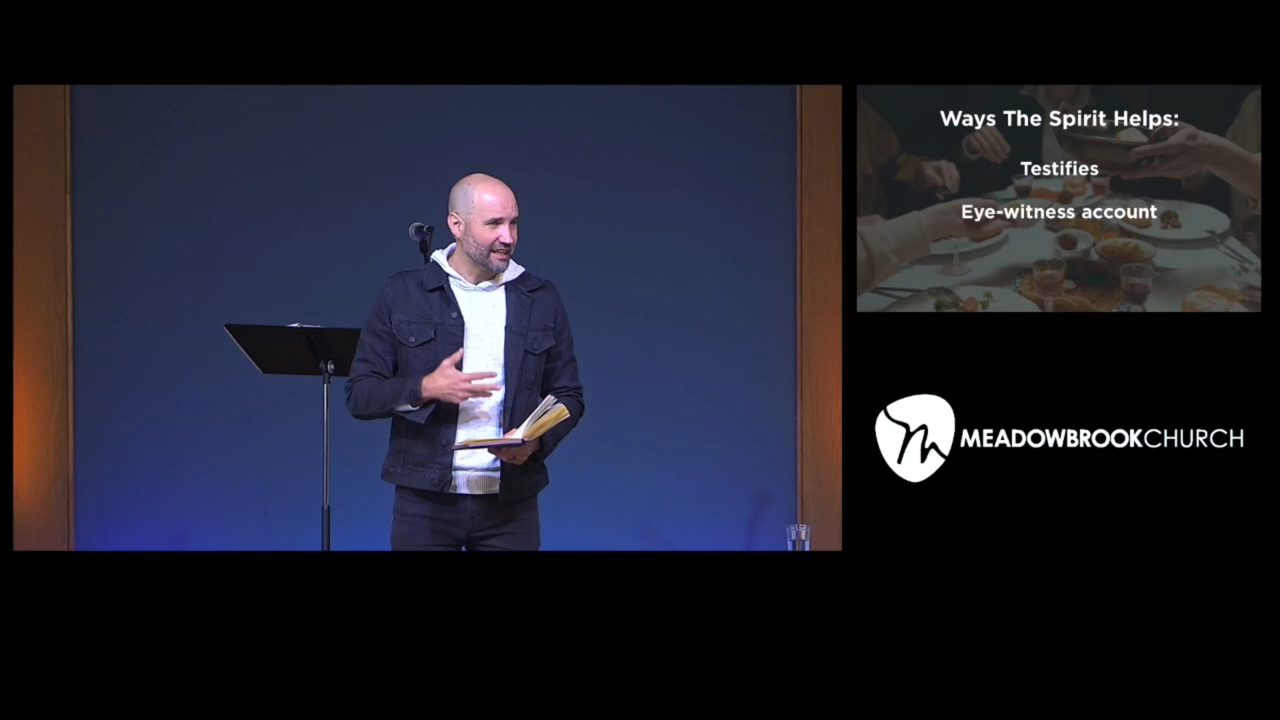 Ways The Spirit Helps:
Testifies
Eye-witness account
MEADOWBROOKCHURCH